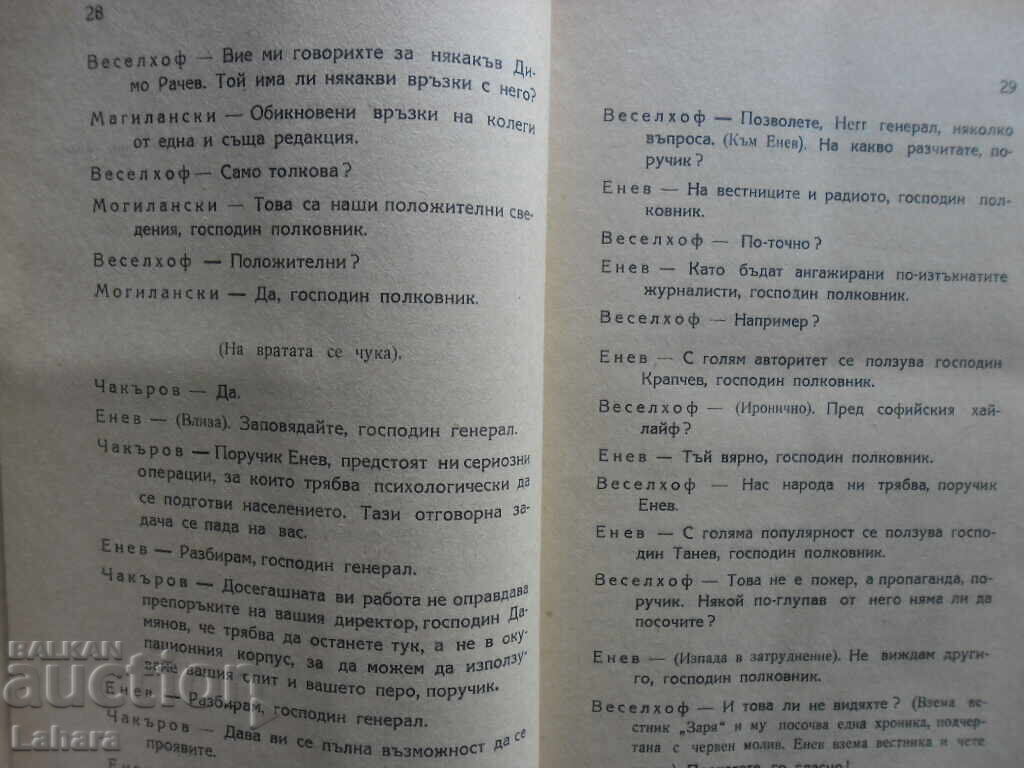 28
Веселхоф — Вие ми говорихте за някакъв Ди-
мо Рачев. Той има ли някакви връзки с него?
Магилански — Обикновени връзки на колеги
от една и съща редакция.
Веселхоф — Само толкова?
Могилански — Това са наши положителни све-
дения, господин полковник.
Веселхоф — Положителни?
Могилански — Да, господин полковник.
(На вратата се чука).
Чакъров — Да.
Енев — (Влиза). Заповядайте, господин генерал.
Чакъров — Поручик Енев, предстоят ни сериозни
операции, за които трябва психологически да
се подготви населението. Тази отговорна за-
дача се пада на вас.
Енев — Разбирам, господин генерал.
Чакъров — Досегашната ви работа не оправдава
препоръките на вашия директор, господин Да-
мянов, че трябва да останете тук, а не в оку-
пационния корпус, за да можем да използу-
ваме вашия опит и вашето перо, поручик.
Енев — Разбирам, господин генерал.
Чакъров — Дава ви се пълна възможност да се
проявите.
29
Веселхоф — Позволете, Herr генерал, няколко
въпроса. (Към Енев). На какво разчитате, по-
ручик?
Енев — На вестниците и радиото, господин пол-
ковник.
Веселхоф — По-точно?
Енев — Като бъдат ангажирани по-изтъкнатите
журналисти, господин полковник.
Веселхоф — Например?
Енев — С голям авторитет се ползува господин
Крапчев, господин полковник.
Веселхоф — (Иронично). Пред софийския хай-
лайф?
Енев — Тъй вярно, господин полковник.
Веселхоф — Нас народа ни трябва, поручик
Енев.
Енев — С голяма популярност се ползува госпо-
дин Танев, господин полковник.
Веселхоф — Това не е покер, а пропаганда, по-
ручик. Някой по-глупав от него няма ли да
посочите?
Енев — (Изпада в затруднение). Не виждам други-
го, господин полковник.
Веселхоф — И това ли не видяхте? (Взема ве-
стник „Заря“ и му посочва една хроника, подчер-
тана с червен молив. Енев взема вестника и чете
го гласно!
BALKAN
auction
Lahara